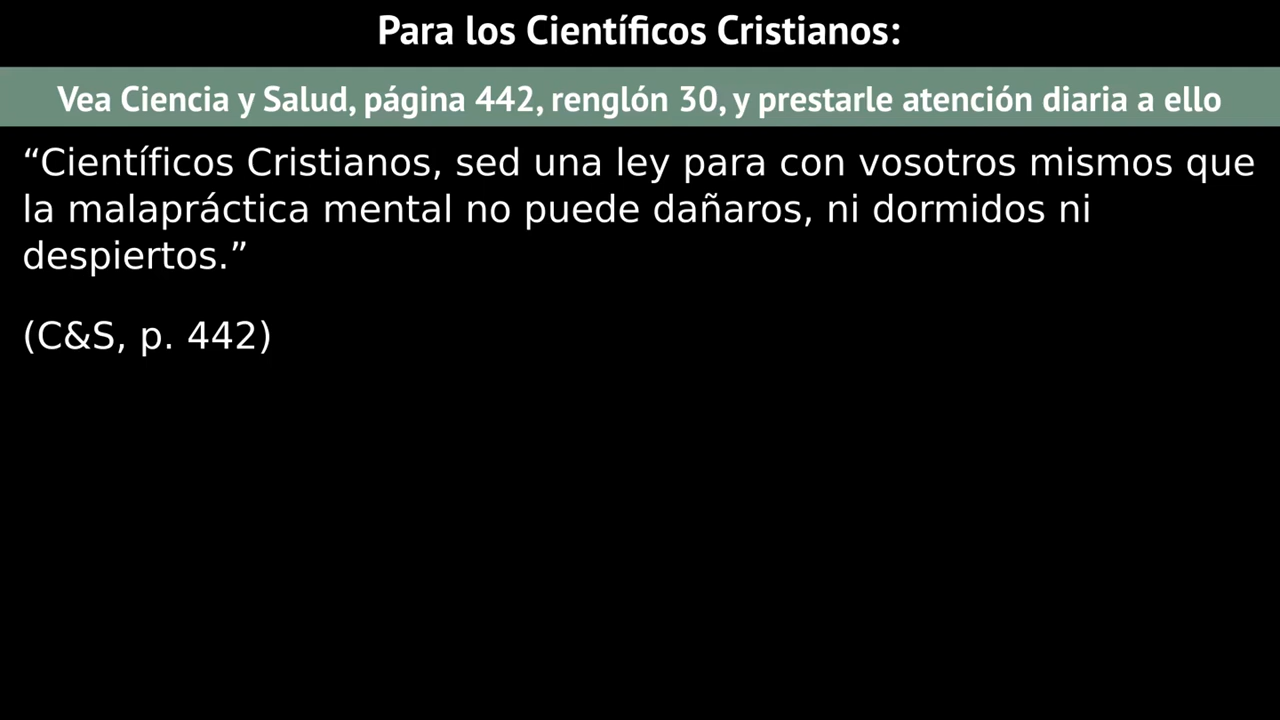 Para los Científicos Cristianos:
Vea Ciencia y Salud, página 442, renglón 30, y prestarle atención diaria a ello
“Científicos Cristianos, sed una ley para con vosotros mismos que
la malapráctica mental no puede dañaros, ni dormidos ni
despiertos.”
(C&S, p. 442)